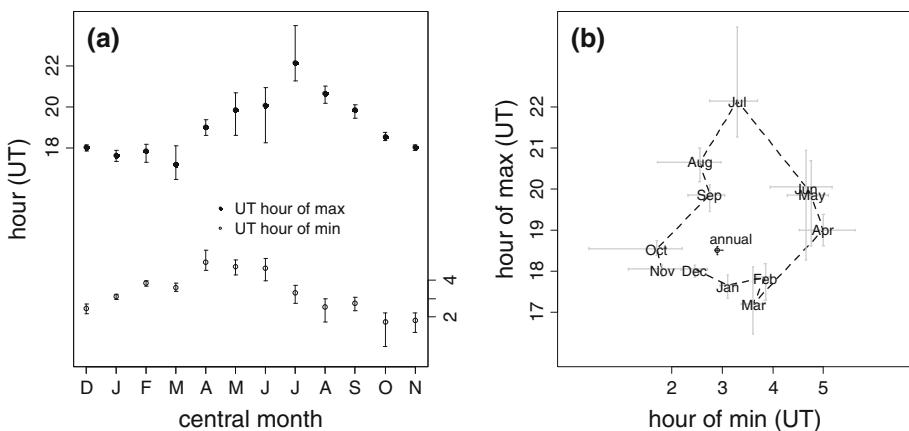 (a)
hour (UT)
22
20
18
UT hour of max
UT hour of min
4
2
D J F M A M J J A S O N
central month
(b)
hour of max (UT)
22
21
20
19
18
17
Jul
Aug
Jun
Sep
May
Apr
annual
Oct
Nov
Dec
Feb
Jan
Mar
2 3 4 5
hour of min (UT)